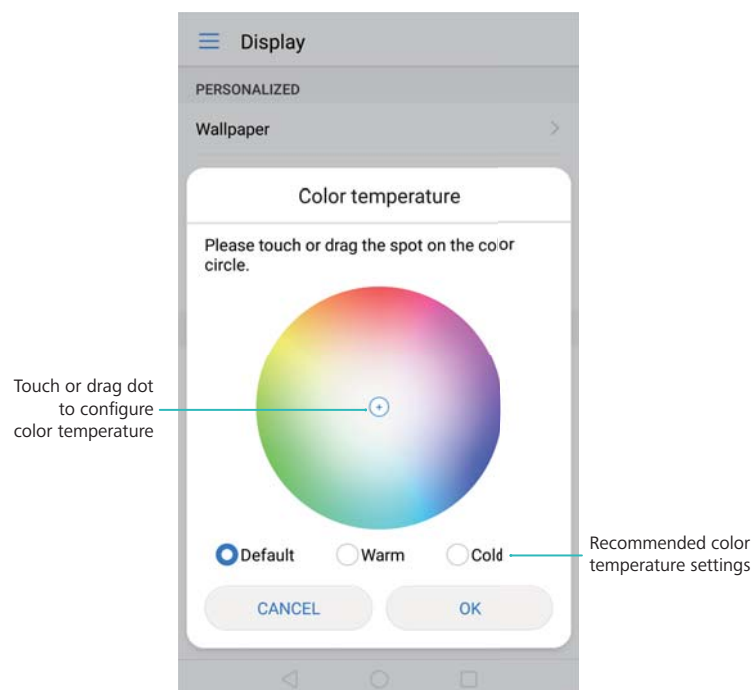 Display
PERSONALIZED
Wallpaper
Color temperature
Please touch or drag the spot on the color
circle.
Touch or drag dot
to configure
color temperature
Default Warm Cold
Recommended color
temperature settings
CANCEL OK